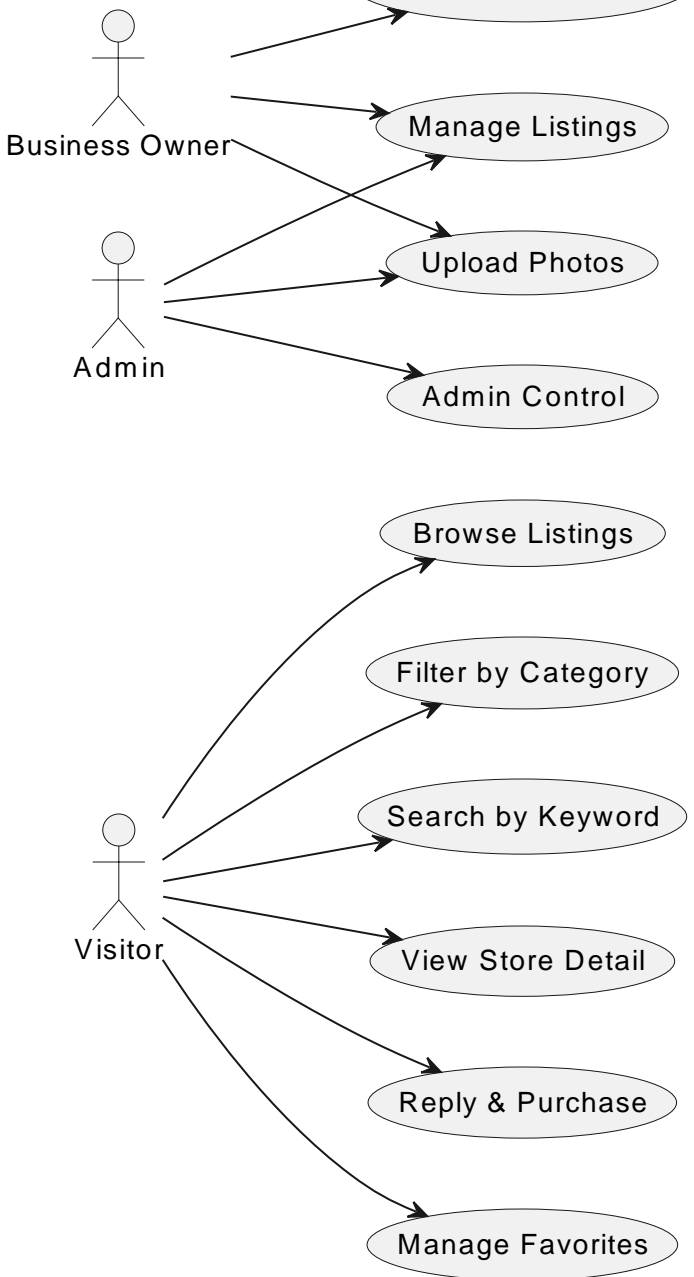 Business Owner
Manage Listings
Upload Photos
Admin
Admin Control
Browse Listings
Filter by Category
Search by Keyword
Visitor
View Store Detail
Reply & Purchase
Manage Favorites